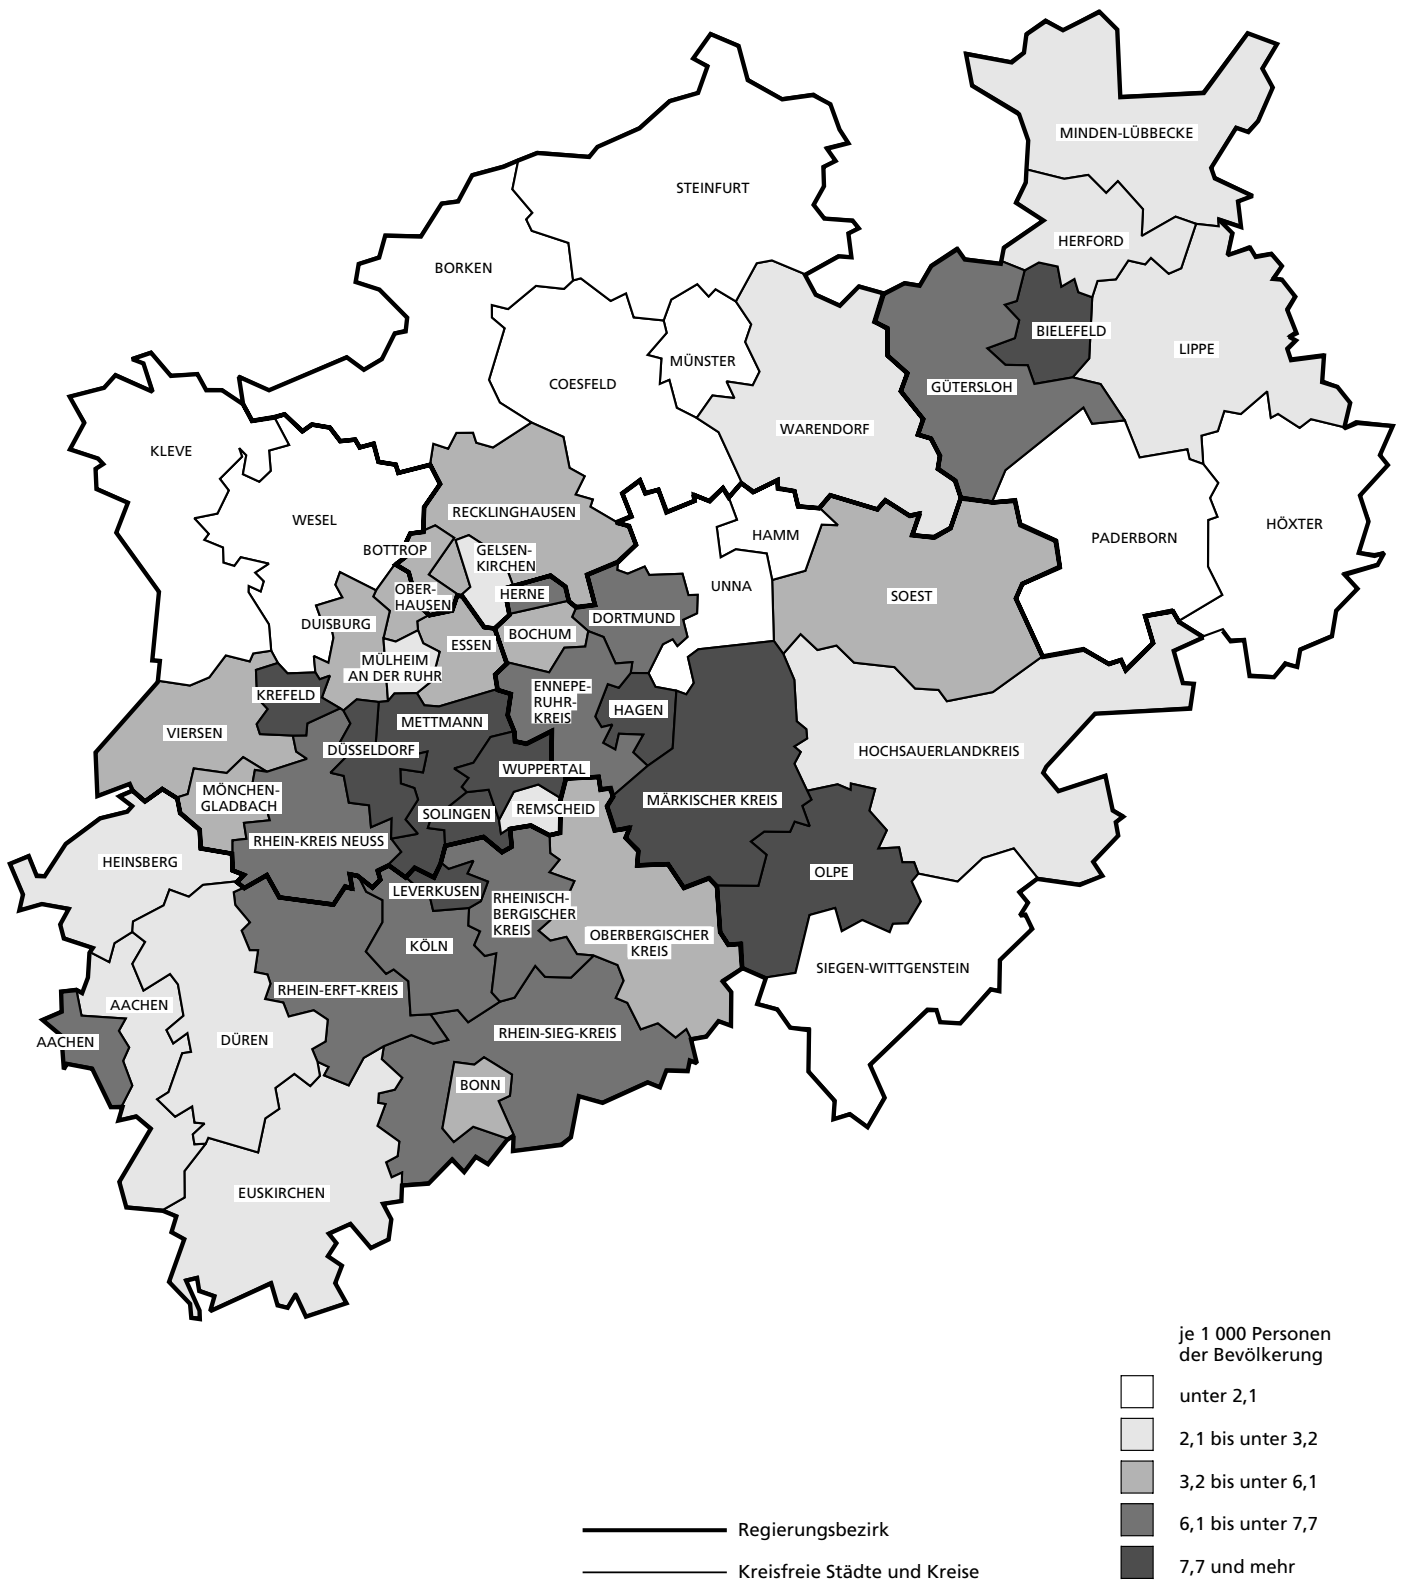 MINDEN-LÜBBECKE
STEINFURT
HERFORD
BORKEN
BIELEFELD
LIPPE
MÜNSTER
COESFELD
GÜTERSLOH
WARENDORF
KLEVE
RECKLINGHAUSEN
WESEL
HÖXTER
HAMM
PADERBORN
BOTTROP
GELSEN-
KIRCHEN
UNNA
OBER-
HAUSEN
HERNE
SOEST
DORTMUND
DUISBURG
BOCHUM
ESSEN
MÜLHEIM
AN DER RUHR
ENNEPE-
RUHR-
KREIS
KREFELD
HAGEN
METTMANN
VIERSEN
DÜSSELDORF
HOCHSAUERLANDKREIS
WUPPERTAL
MÖNCHEN-
GLADBACH
MÄRKISCHER KREIS
REMSCHEID
SOLINGEN
RHEIN-KREIS NEUSS
HEINSBERG
OLPE
LEVERKUSEN
RHEINISCH-
BERGISCHER
KREIS
OBERBERGISCHER
KREIS
KÖLN
SIEGEN-WITTGENSTEIN
RHEIN-ERFT-KREIS
AACHEN
RHEIN-SIEG-KREIS
AACHEN
DÜREN
BONN
EUSKIRCHEN
je 1 000 Personen
der Bevölkerung
unter 2,1
2,1 bis unter 3,2
3,2 bis unter 6,1
6,1 bis unter 7,7
7,7 und mehr
Regierungsbezirk
Kreisfreie Städte und Kreise